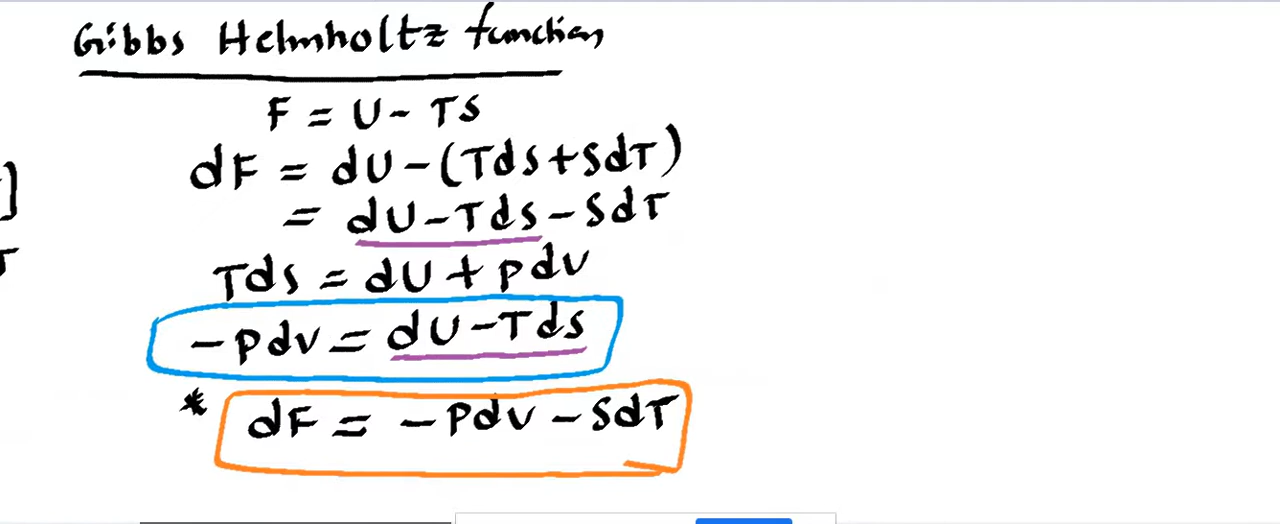 Gibbs Helmholtz function
F = U - TS
dF = dU - (Tds + SdT)
]
= dU - Tds - SdT
T
Tds = dU + Pdv
-Pdv = dU - Tds
* dF = -Pdv - SdT